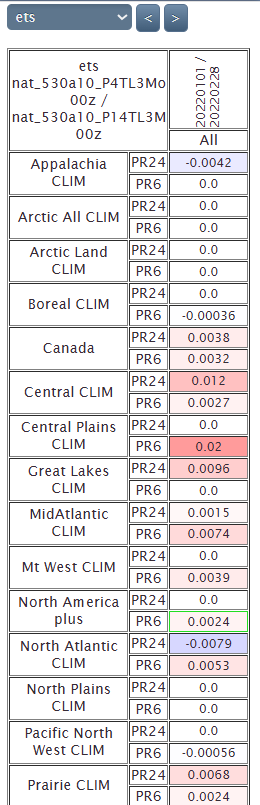 ets
< >
ets
nat_530a10_P4TL3Mo
00z /
nat_530a10_P14TL3M
00z
20220101 /
20220228
All
Appalachia
CLIM
PR24 -0.0042
PR6 0.0
Arctic All CLIM
PR24 0.0
PR6 0.0
Arctic Land
CLIM
PR24 0.0
PR6 0.0
Boreal CLIM
PR24 0.0
PR6 -0.00036
Canada
PR24 0.0038
PR6 0.0032
Central CLIM
PR24 0.012
PR6 0.0027
Central Plains
CLIM
PR24 0.0
PR6 0.02
Great Lakes
CLIM
PR24 0.0096
PR6 0.0
MidAtlantic
CLIM
PR24 0.0015
PR6 0.0074
Mt West CLIM
PR24 0.0
PR6 0.0039
North America
plus
PR24 0.0
PR6 0.0024
North Atlantic
CLIM
PR24 -0.0079
PR6 0.0053
North Plains
CLIM
PR24 0.0
PR6 0.0
Pacific North
West CLIM
PR24 0.0
PR6 -0.00056
Prairie CLIM
PR24 0.0068
PR6 0.0024